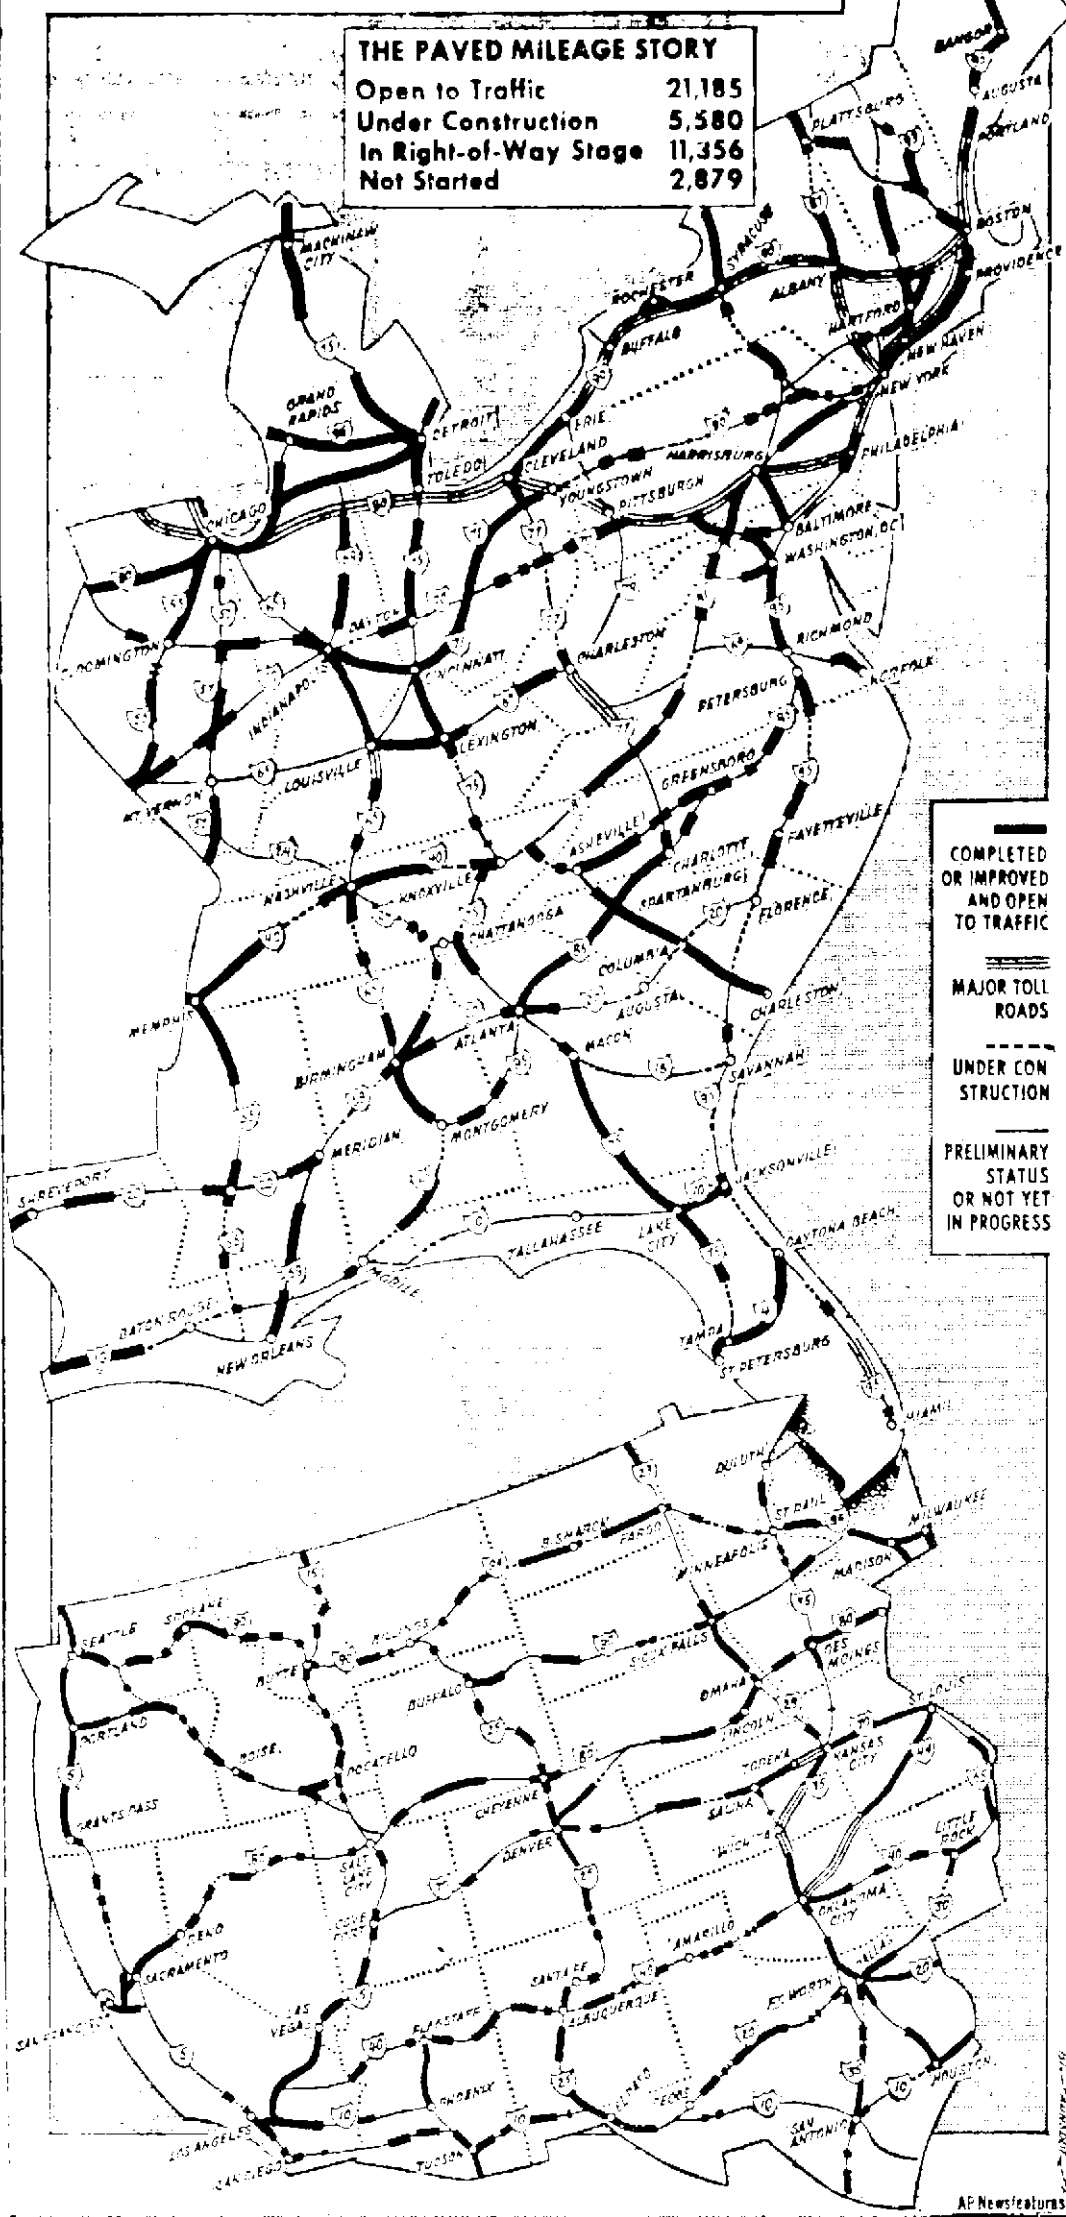 THE PAVED MILEAGE STORY
Open to Traffic 21,185
Under Construction 5,580
In Right-of-Way Stage 11,356
Not Started 2,879
BANGOR
AUGUSTA
PORTLAND
PLATTSBURG
BOSTON
PROVIDENCE
SYRACUSE
ROCHESTER
ALBANY
HARTFORD
NEW HAVEN
NEW YORK
BUFFALO
MACKINAW
CITY
GRAND
RAPIDS
DETROIT
ERIE
CLEVELAND
TOLEDO
YOUNGSTOWN
HARRISBURG
PHILADELPHIA
PITTSBURGH
CHICAGO
BALTIMORE
WASHINGTON, DC
DAYTON
RICHMOND
CHARLESTON
CINCINNATI
NORFOLK
INDIANAPOLIS
PETERSBURG
LEXINGTON
LOUISVILLE
GREENSBORO
MT. VERNON
ASHEVILLE
FAYETTEVILLE
CHARLOTTE
NASHVILLE
KNOXVILLE
SPARTANBURG
FLORENCE
CHATTANOOGA
COLUMBIA
AUGUSTA
CHARLESTON
MEMPHIS
ATLANTA
BIRMINGHAM
MACON
SAVANNAH
MONTGOMERY
MERIDIAN
SHREVEPORT
JACKSONVILLE
LAKE
CITY
TALLAHASSEE
DAYTONA BEACH
MOBILE
BATON ROUGE
NEW ORLEANS
TAMPA
ST PETERSBURG
MIAMI
COMPLETED
OR IMPROVED
AND OPEN
TO TRAFFIC
MAJOR TOLL
ROADS
UNDER CON
STRUCTION
PRELIMINARY
STATUS
OR NOT YET
IN PROGRESS
DULUTH
ST PAUL
MILWAUKEE
BISMARCK
FARGO
MINNEAPOLIS
MADISON
SEATTLE
SPOKANE
BILLINGS
BUTTE
SIOUX FALLS
DES
MOINES
BUFFALO
OMAHA
ST. LOUIS
PORTLAND
LINCOLN
BOISE
POCATELLO
TOPEKA
KANSAS
CITY
CHEYENNE
SALINA
GRANTS PASS
DENVER
WICHITA
LITTLE
ROCK
SALT
LAKE
CITY
OKLAHOMA
CITY
COVE
FORT
RENO
SACRAMENTO
AMARILLO
DALLAS
SANTA FE
FT. WORTH
LAS
VEGAS
FLAGSTAFF
ALBUQUERQUE
PHOENIX
EL PASO
PECOS
HOUSTON
LOS ANGELES
SAN
ANTONIO
SAN DIEGO
TUCSON
AP Newsfeatures